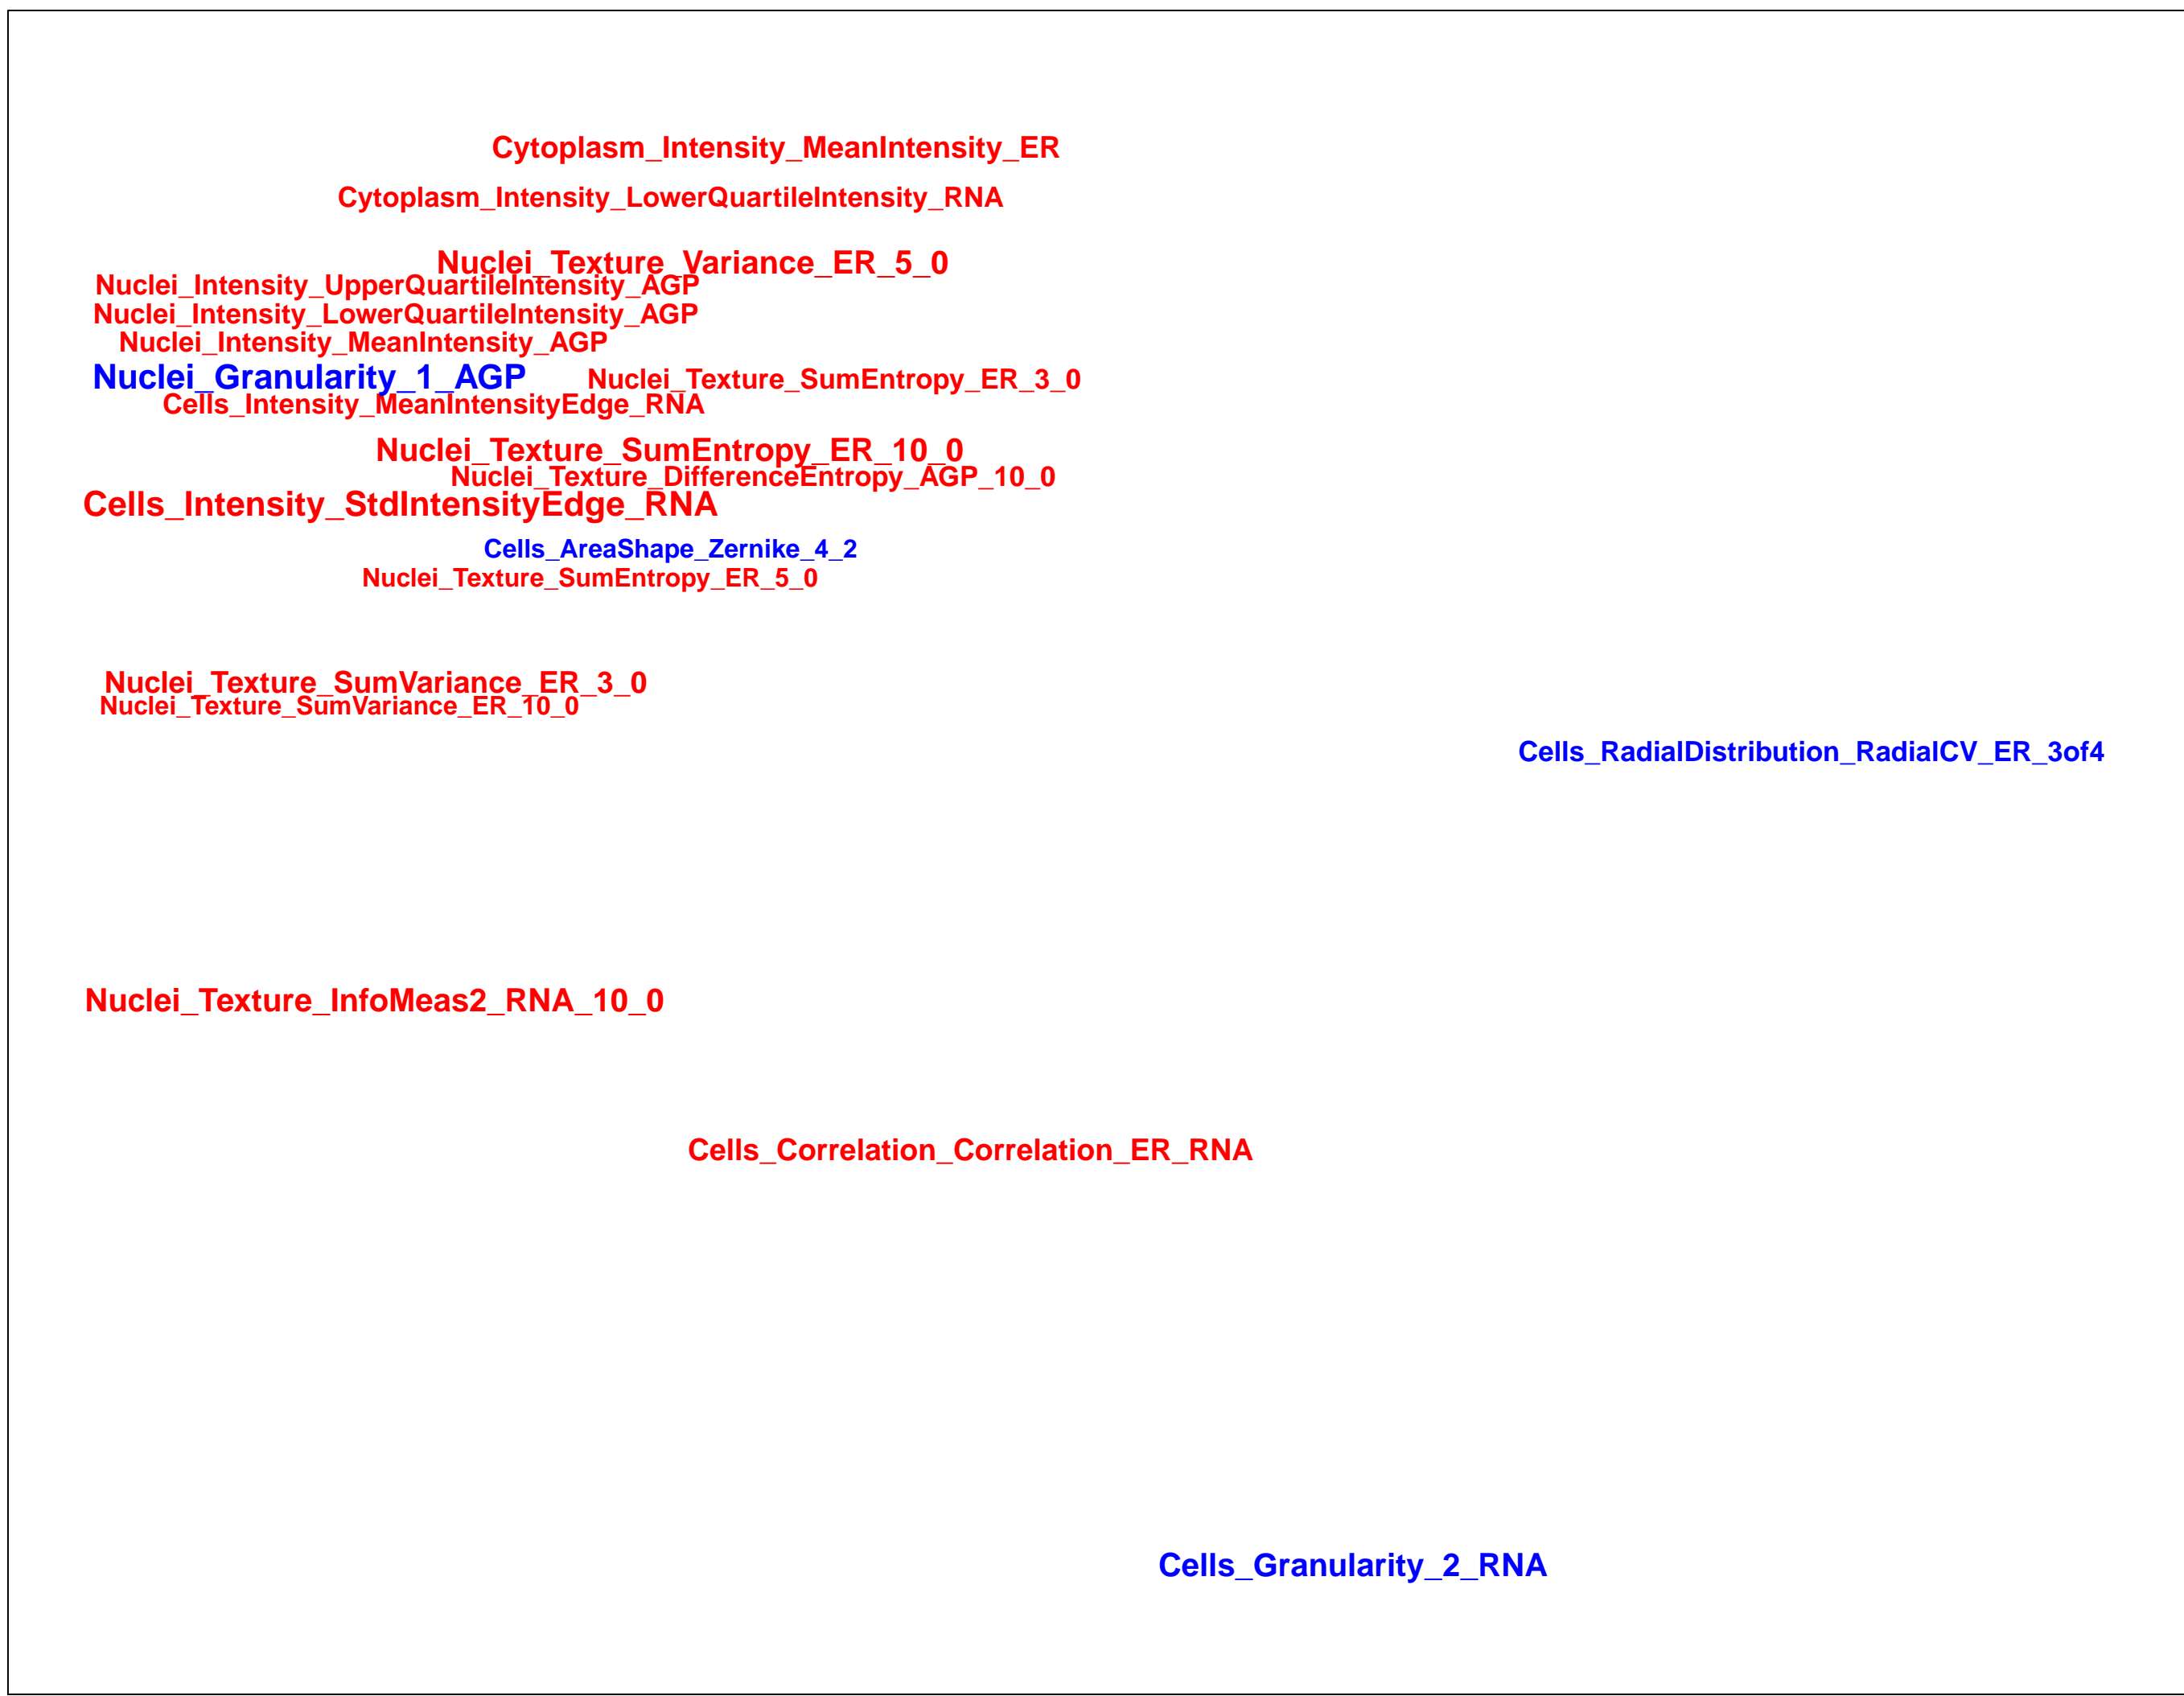 Cytoplasm_Intensity_MeanIntensity_ER
Cytoplasm_Intensity_LowerQuartileIntensity_RNA
Nuclei_Texture_Variance_ER_5_0
Nuclei_Intensity_UpperQuartileIntensity_AGP
Nuclei_Intensity_LowerQuartileIntensity_AGP
Nuclei_Intensity_MeanIntensity_AGP
Nuclei_Granularity_1_AGP
Nuclei_Texture_SumEntropy_ER_3_0
Cells_Intensity_MeanIntensityEdge_RNA
Nuclei_Texture_SumEntropy_ER_10_0
Nuclei_Texture_DifferenceEntropy_AGP_10_0
Cells_Intensity_StdIntensityEdge_RNA
Cells_AreaShape_Zernike_4_2
Nuclei_Texture_SumEntropy_ER_5_0
Nuclei_Texture_SumVariance_ER_3_0
Nuclei_Texture_SumVariance_ER_10_0
Cells_RadialDistribution_RadialCV_ER_3of4
Nuclei_Texture_InfoMeas2_RNA_10_0
Cells_Correlation_Correlation_ER_RNA
Cells_Granularity_2_RNA